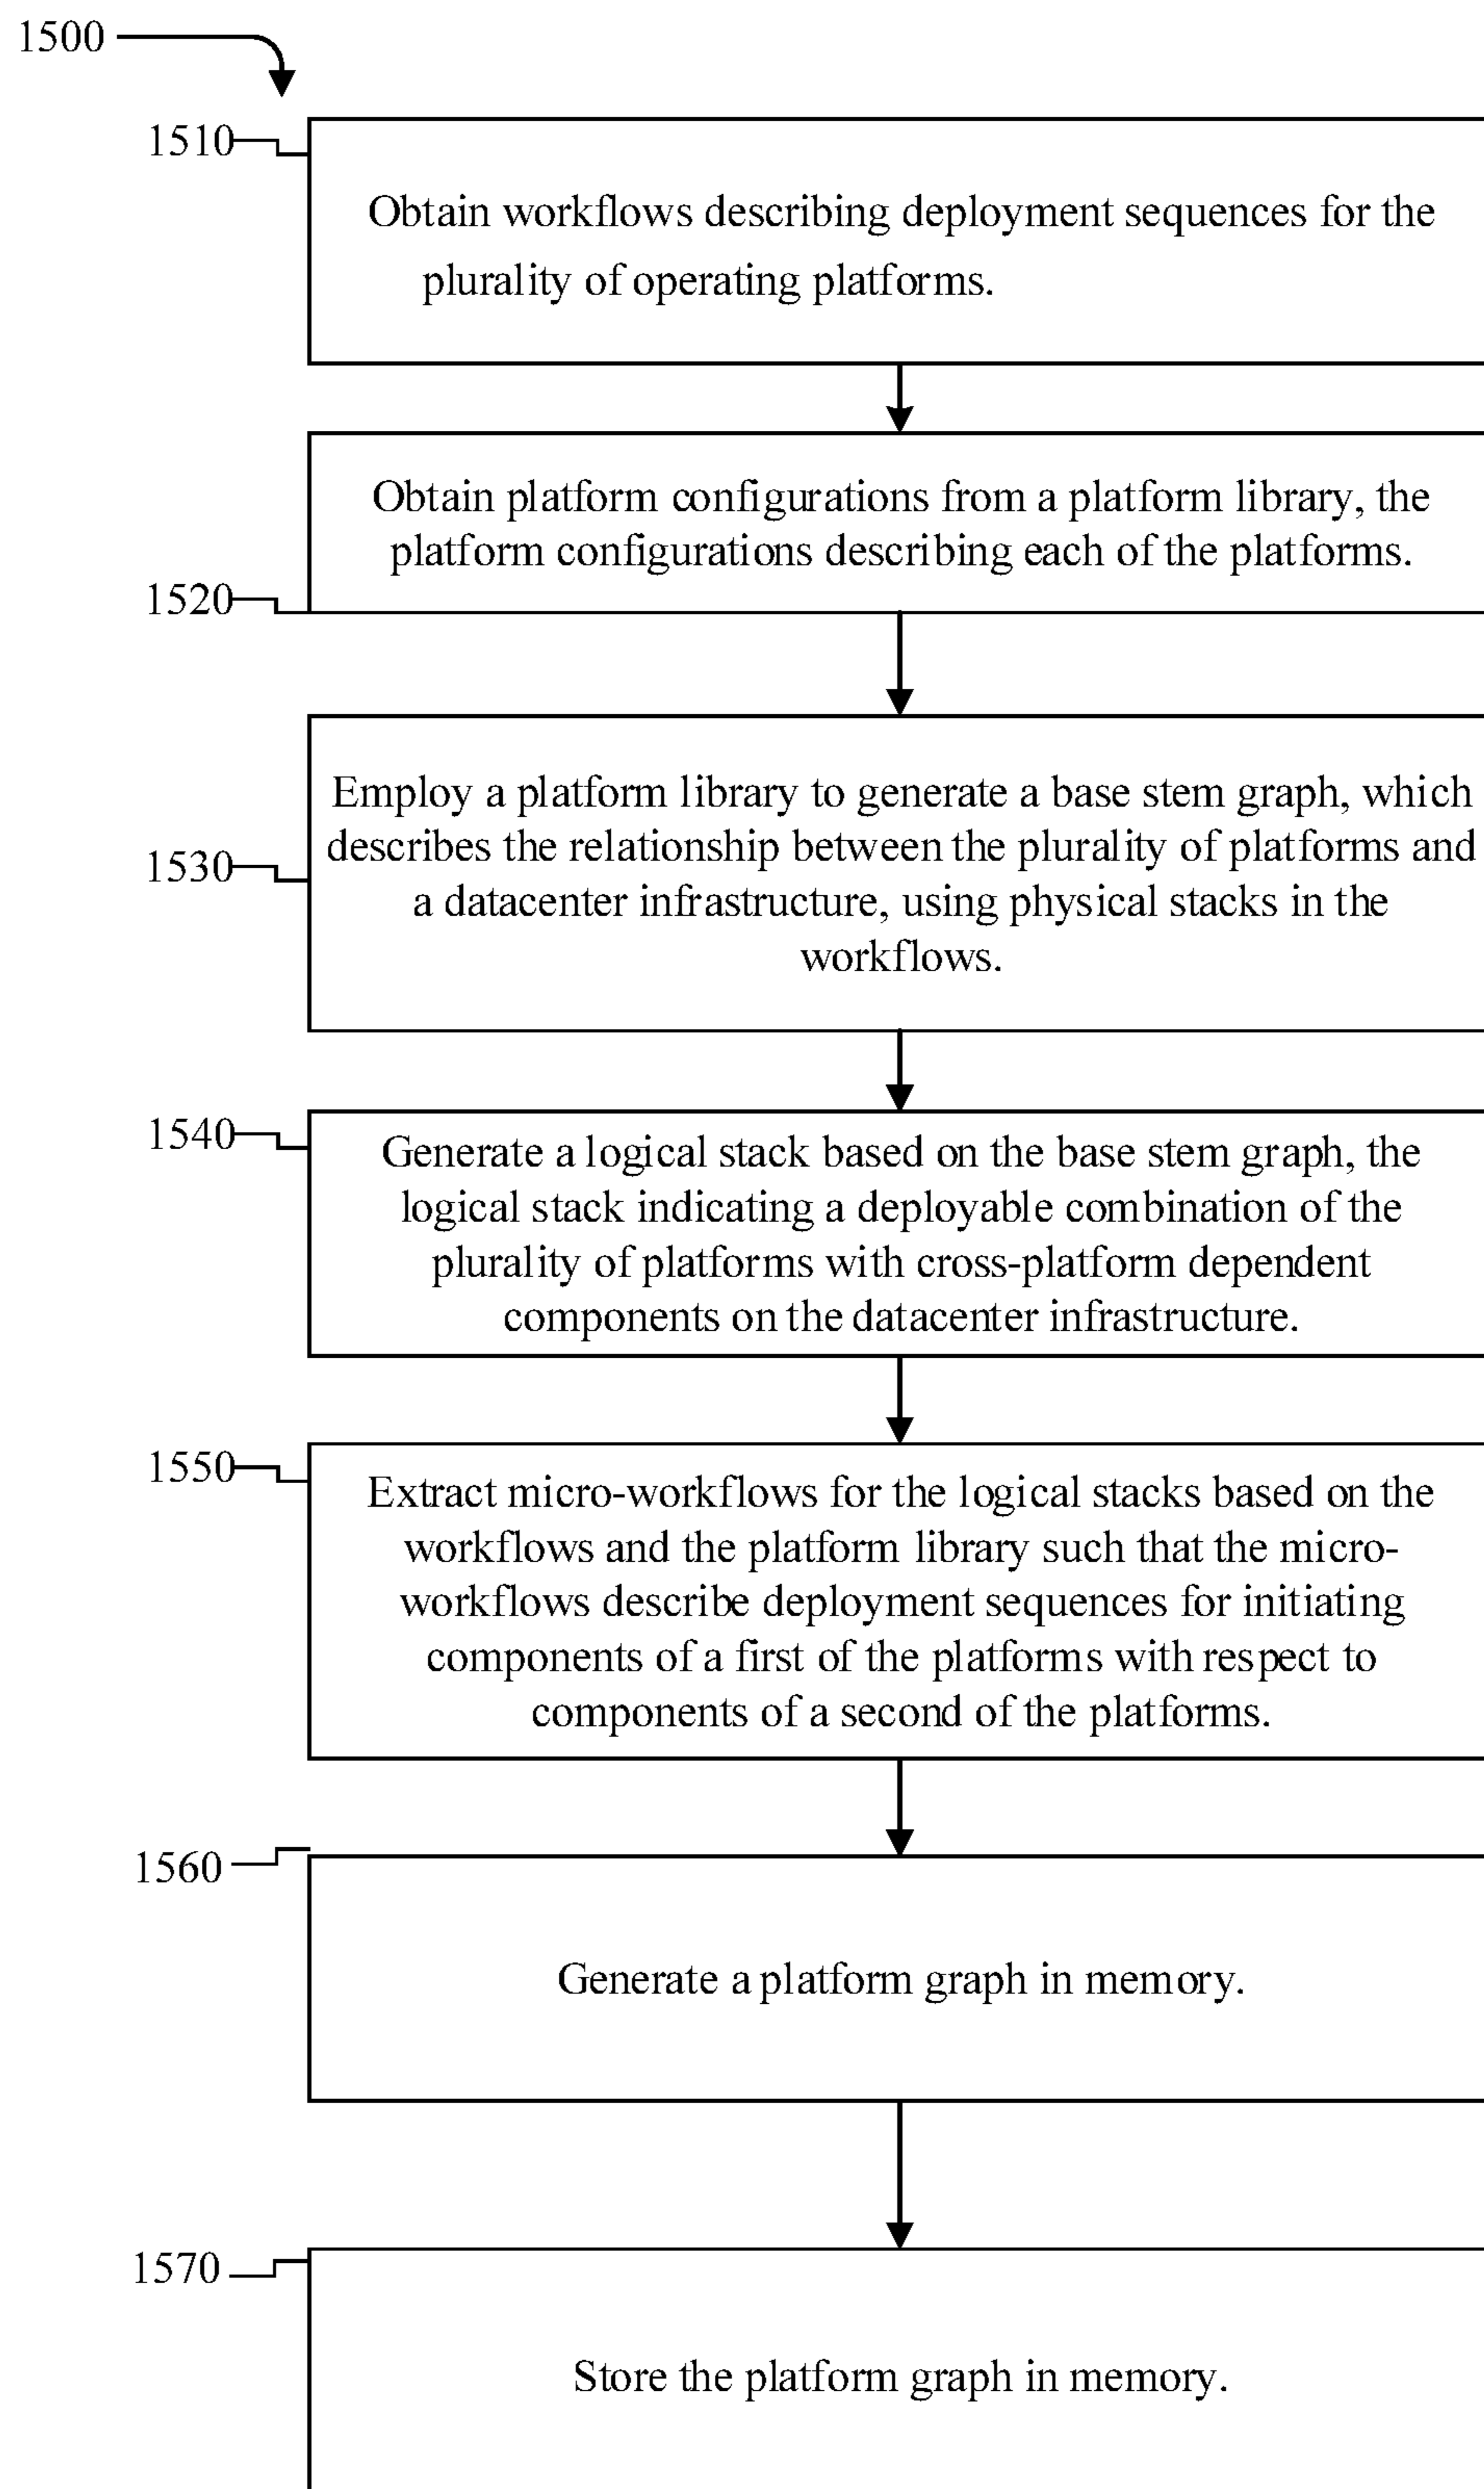 1500
1510
Obtain workflows describing deployment sequences for the
plurality of operating platforms.
Obtain platform configurations from a platform library, the
platform configurations describing each of the platforms.
1520
Employ a platform library to generate a base stem graph, which
describes the relationship between the plurality of platforms and
1530
a datacenter infrastructure, using physical stacks in the
workflows.
1540
Generate a logical stack based on the base stem graph, the
logical stack indicating a deployable combination of the
plurality of platforms with cross-platform dependent
components on the datacenter infrastructure.
1550
Extract micro-workflows for the logical stacks based on the
workflows and the platform library such that the micro-
workflows describe deployment sequences for initiating
components of a first of the platforms with respect to
components of a second of the platforms.
1560
Generate a platform graph in memory.
1570
Store the platform graph in memory.